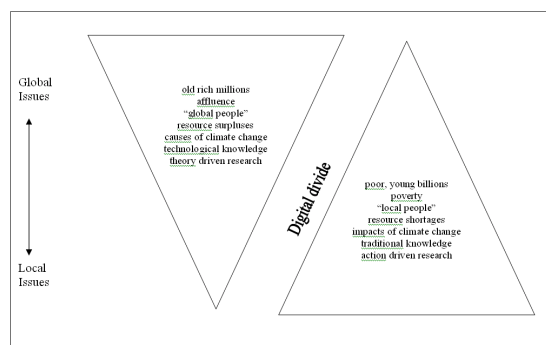 Global
Issues
old rich millions
affluence
“global people”
resource surpluses
causes of climate change
technological knowledge
theory driven research
Digital divide
poor, young billions
poverty
“local people”
resource shortages
impacts of climate change
traditional knowledge
action driven research
Local
Issues